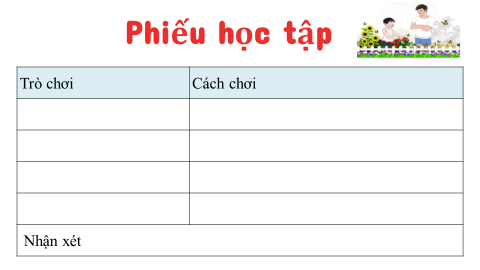 Phiếu học tập
Trò chơi
Cách chơi
Nhận xét